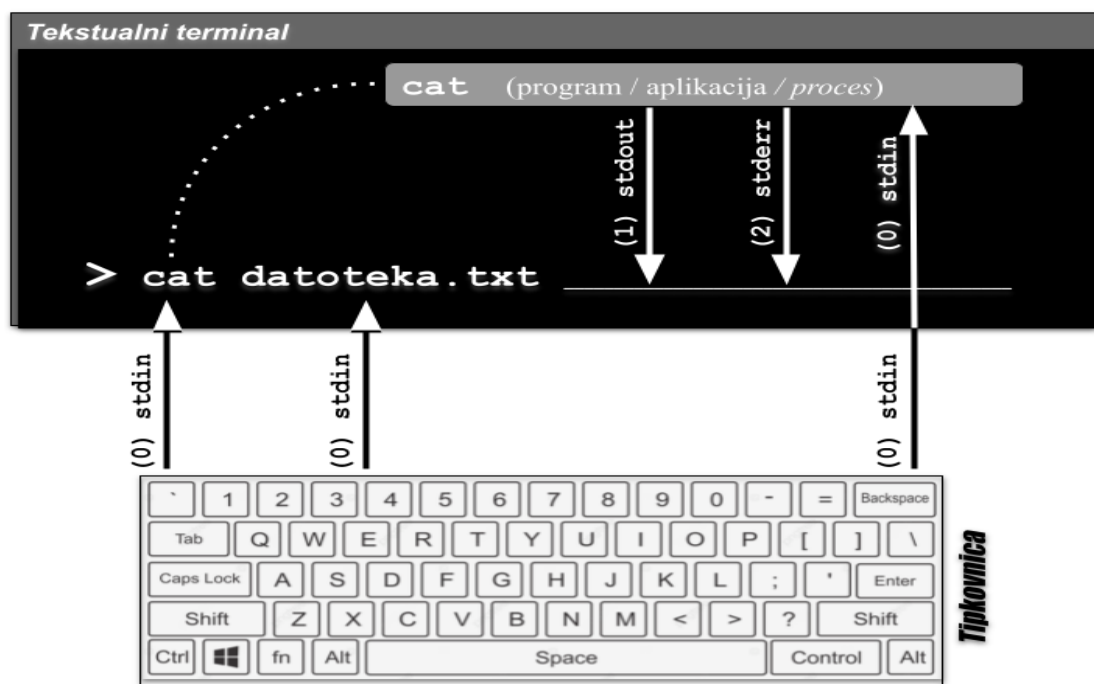 Tekstualni terminal
cat (program / aplikacija / proces)
(1) stdout
(2) stderr
(0) stdin
> cat datoteka.txt
(0) stdin
(0) stdin
(0) stdin
` 1 2 3 4 5 6 7 8 9 0 - = Backspace
Tab Q W E R T Y U I O P [ ] \
Caps Lock A S D F G H J K L ; ' Enter
Shift Z X C V B N M < > ? Shift
Ctrl fn Alt Space Control Alt
Tipkovnica